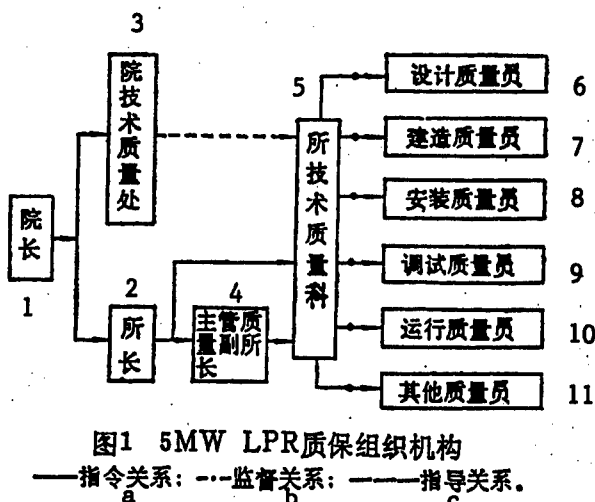 3
院技术质量处
5
所技术质量科
设计质量员
6
建造质量员
7
安装质量员
8
院长
1
调试质量员
9
2
所长
4
主管质
量副所
长
运行质量员
10
其他质量员
11
图1 5MW LPR质保组织机构
——指令关系; -·-监督关系; ———指导关系。
a b c